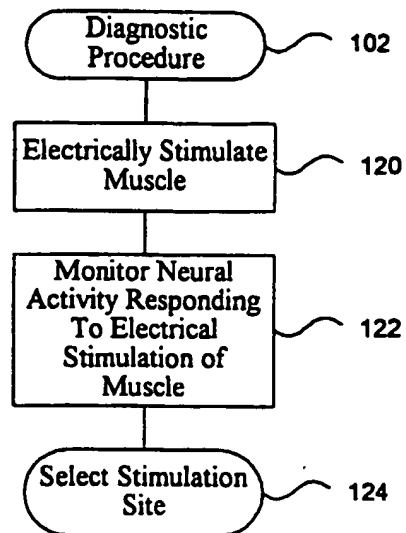 Diagnostic
Procedure
102
Electrically Stimulate
Muscle
120
Monitor Neural
Activity Responding
To Electrical
Stimulation of
Muscle
122
Select Stimulation
Site
124